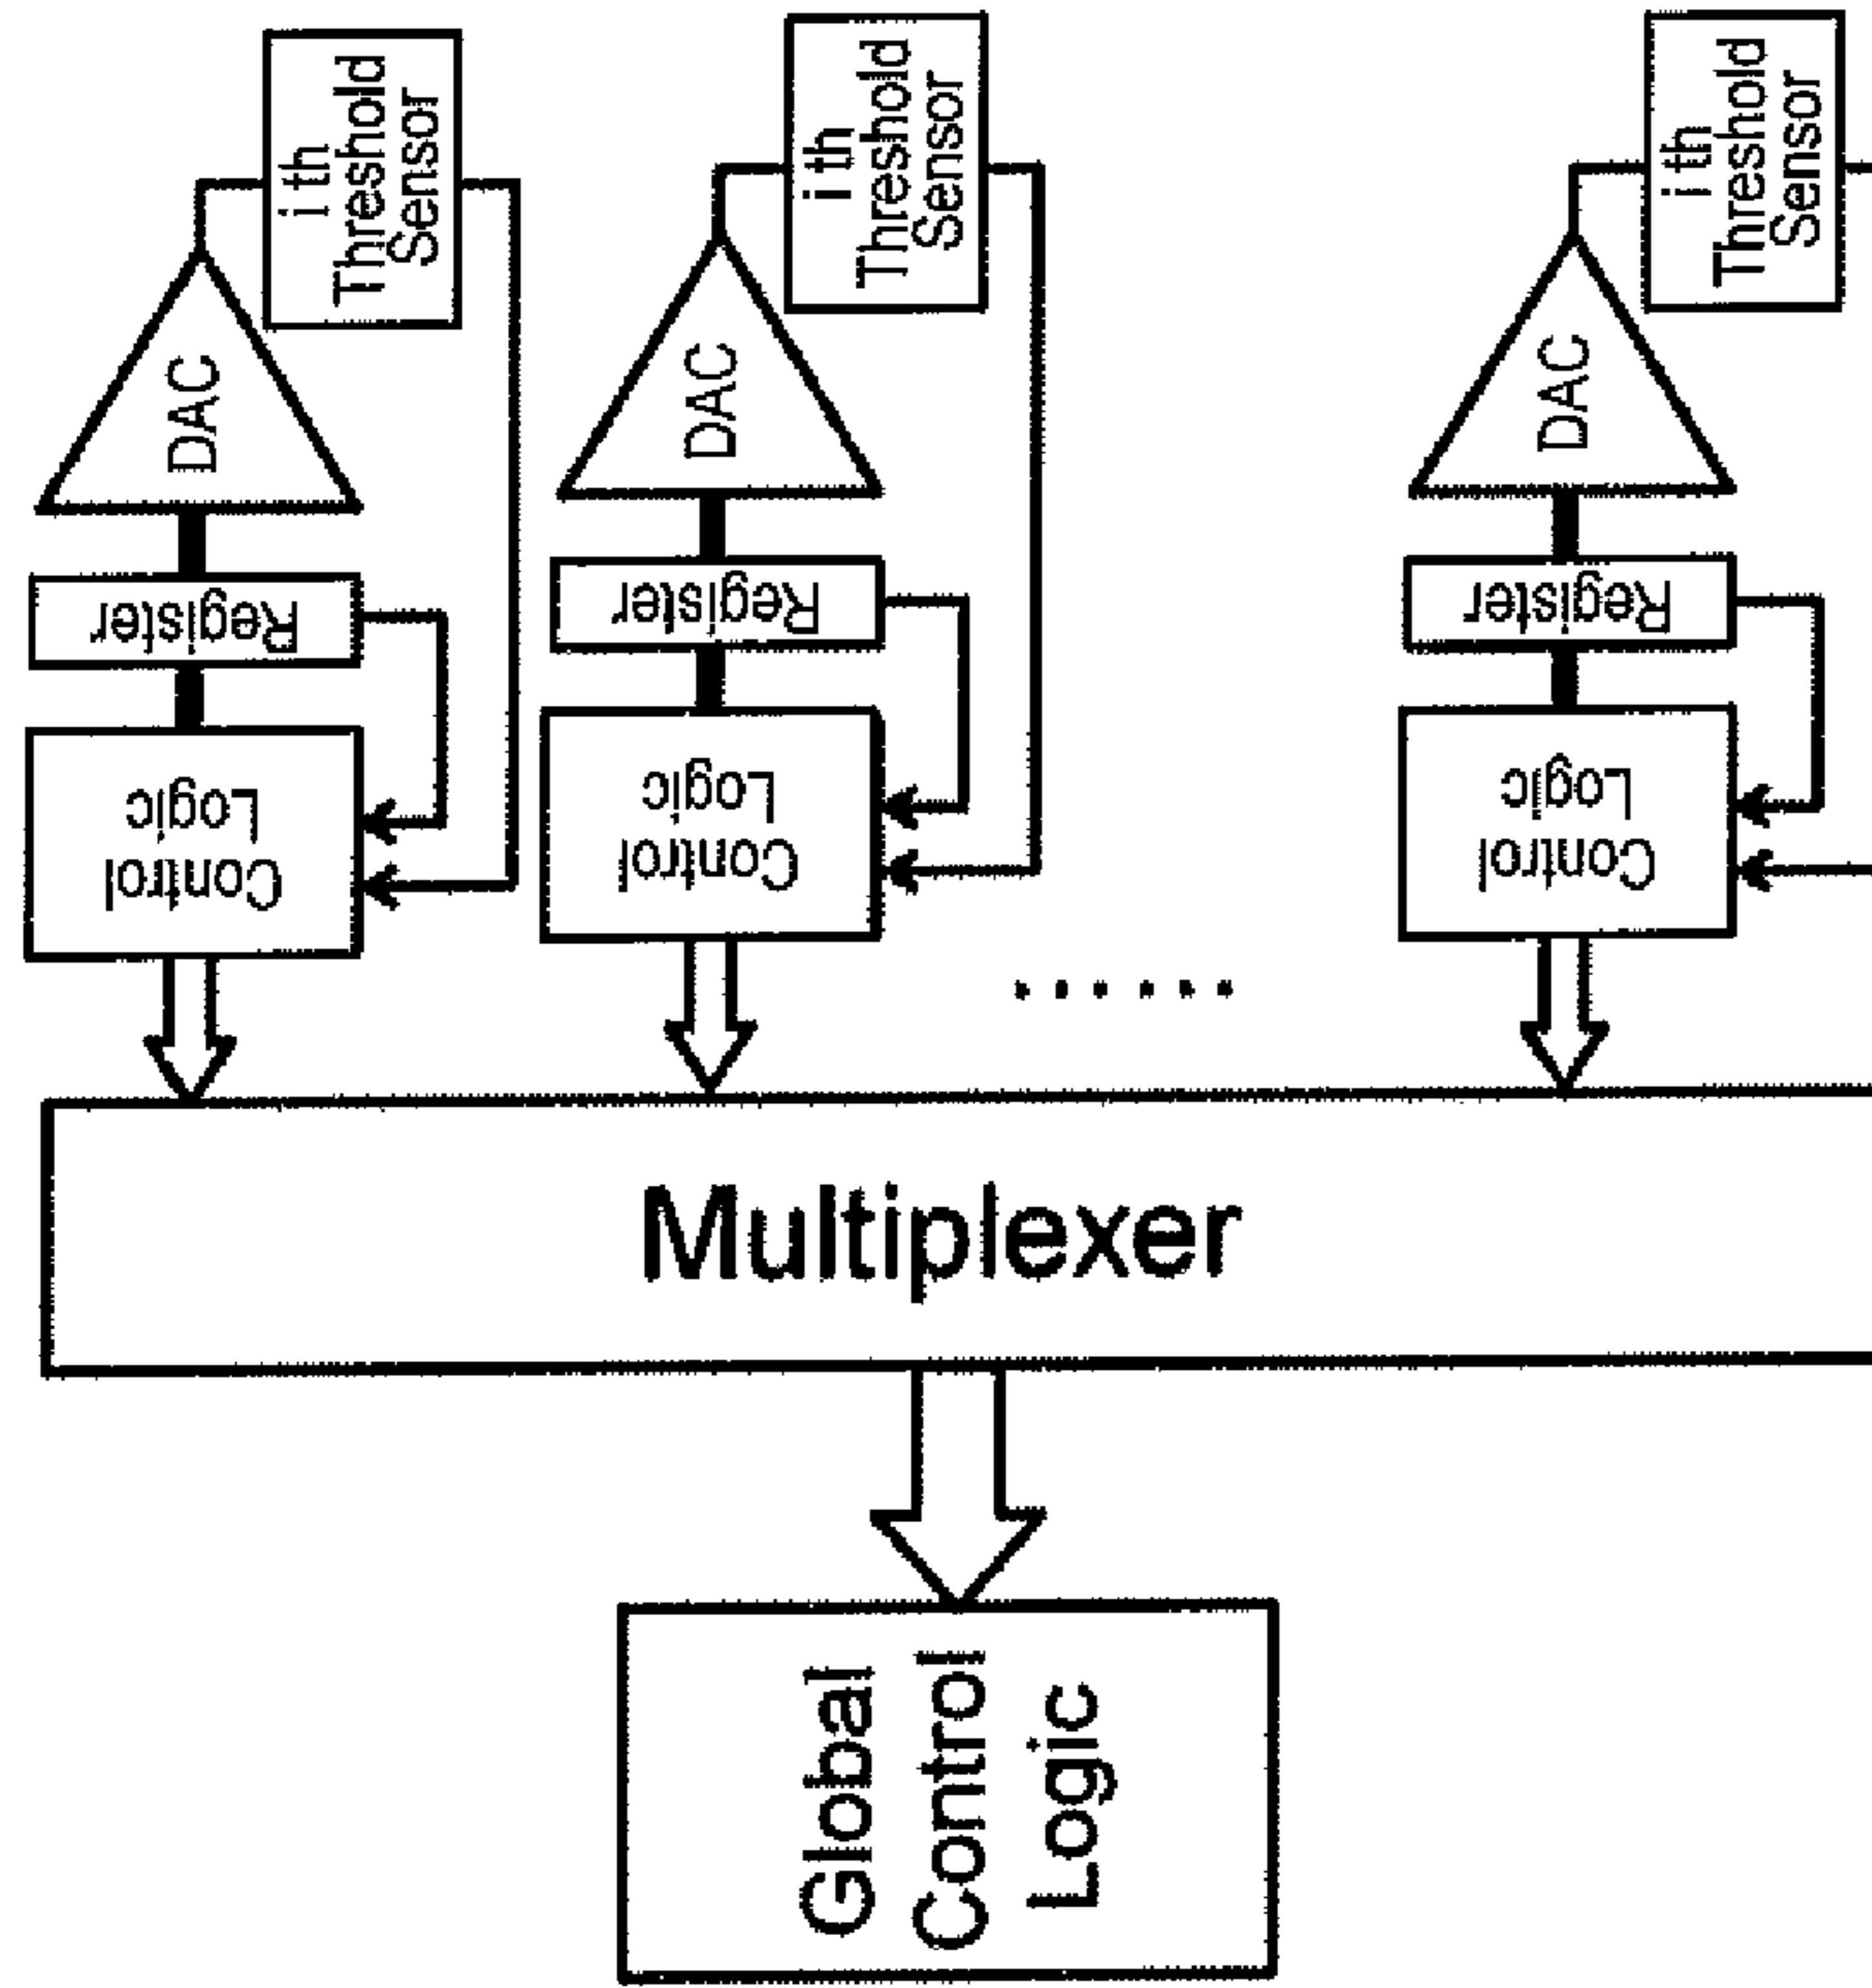 i th
Threshold
Sensor
DAC
Register
Control
Logic
i th
Threshold
Sensor
DAC
Register
Control
Logic
i th
Threshold
Sensor
DAC
Register
Control
Logic
......
Multiplexer
Global
Control
Logic